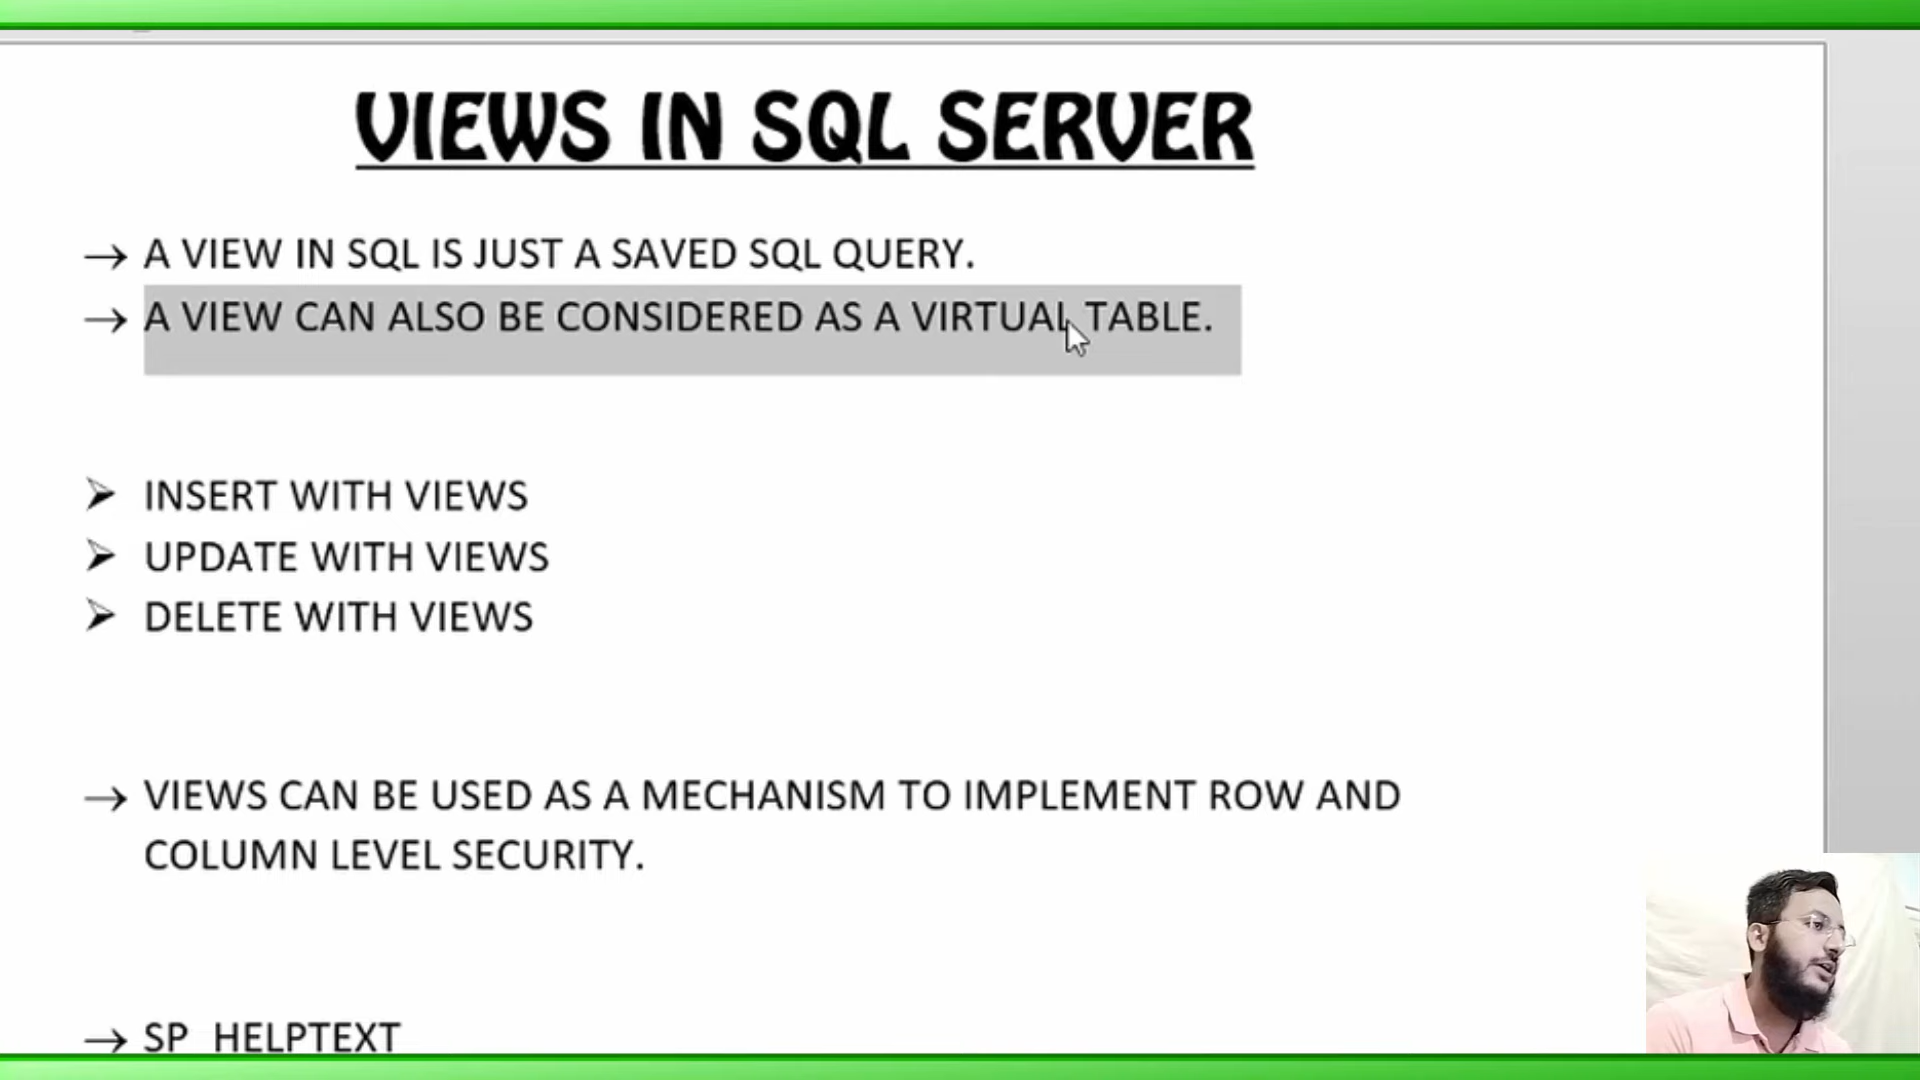 VIEWS IN SQL SERVER
→ A VIEW IN SQL IS JUST A SAVED SQL QUERY.
→ A VIEW CAN ALSO BE CONSIDERED AS A VIRTUAL TABLE.
➢ INSERT WITH VIEWS
➢ UPDATE WITH VIEWS
➢ DELETE WITH VIEWS
→ VIEWS CAN BE USED AS A MECHANISM TO IMPLEMENT ROW AND
COLUMN LEVEL SECURITY.
→ SP_HELPTEXT